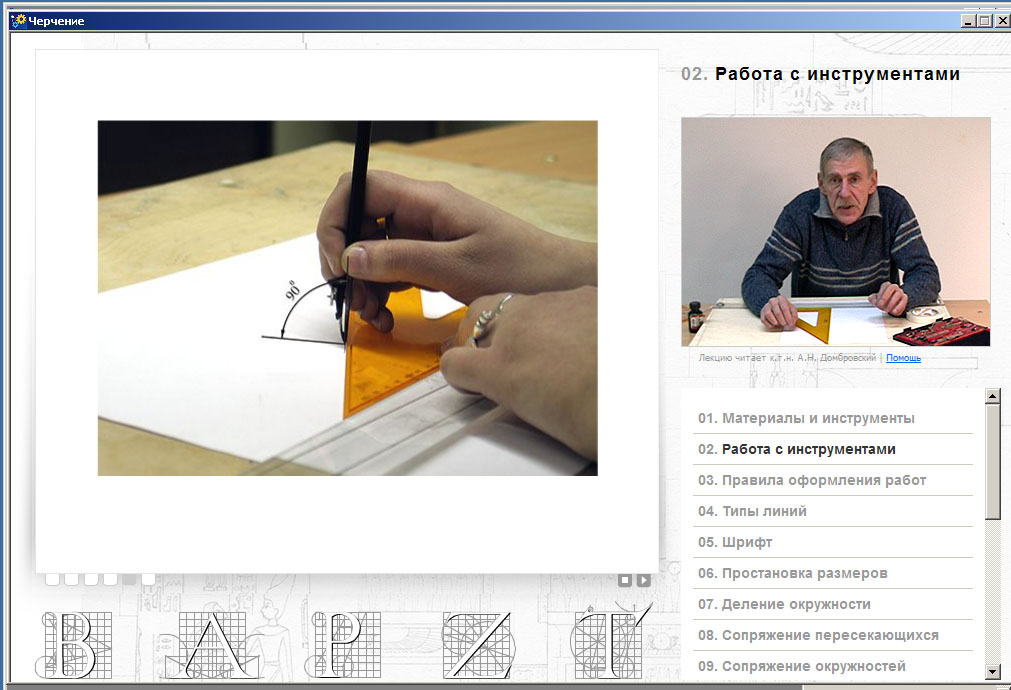 Черчение
02. Работа с инструментами
90°
Лекцию читает к.т.н. А.Н. Домбровский | Помощь
01. Материалы и инструменты
02. Работа с инструментами
03. Правила оформления работ
04. Типы линий
05. Шрифт
06. Простановка размеров
07. Деление окружности
08. Сопряжение пересекающихся
09. Сопряжение окружностей
B A P Z T